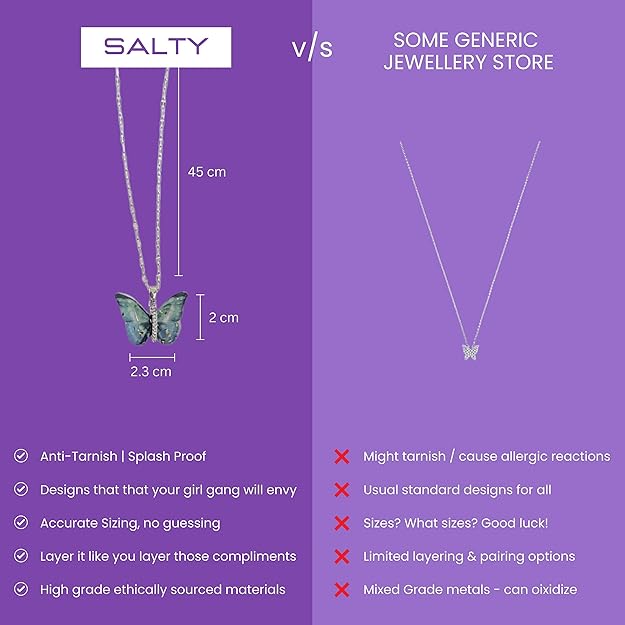 SALTY
v/s
SOME GENERIC
JEWELLERY STORE
45 cm
2 cm
2.3 cm
Anti-Tarnish | Splash Proof
Designs that that your girl gang will envy
Accurate Sizing, no guessing
Layer it like you layer those compliments
High grade ethically sourced materials
Might tarnish / cause allergic reactions
Usual standard designs for all
Sizes? What sizes? Good luck!
Limited layering & pairing options
Mixed Grade metals - can oixidize